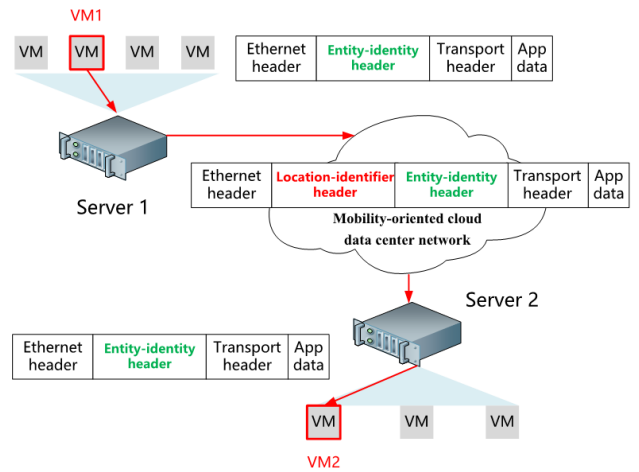 VM1
VM VM VM VM
Ethernet header Entity-identity header Transport header App data
Server 1
Ethernet header Location-identifier header Entity-identity header Transport header App data
Mobility-oriented cloud
data center network
Server 2
Ethernet header Entity-identity header Transport header App data
VM VM VM
VM2